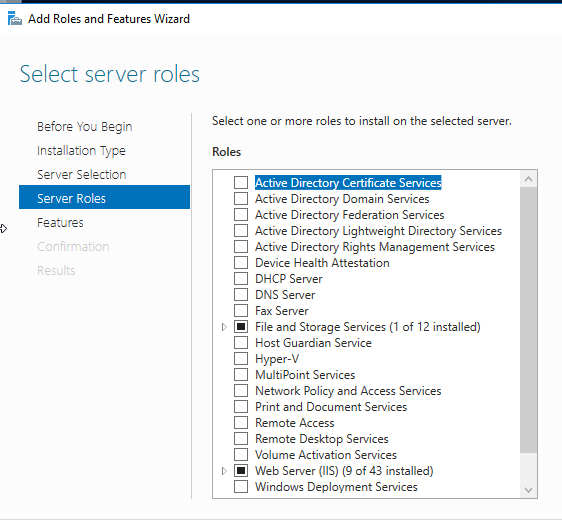 Add Roles and Features Wizard
Select server roles
Before You Begin
Installation Type
Server Selection
Server Roles
Features
Confirmation
Results
Select one or more roles to install on the selected server.
Roles
Active Directory Certificate Services
Active Directory Domain Services
Active Directory Federation Services
Active Directory Lightweight Directory Services
Active Directory Rights Management Services
Device Health Attestation
DHCP Server
DNS Server
Fax Server
File and Storage Services (1 of 12 installed)
Host Guardian Service
Hyper-V
MultiPoint Services
Network Policy and Access Services
Print and Document Services
Remote Access
Remote Desktop Services
Volume Activation Services
Web Server (IIS) (9 of 43 installed)
Windows Deployment Services